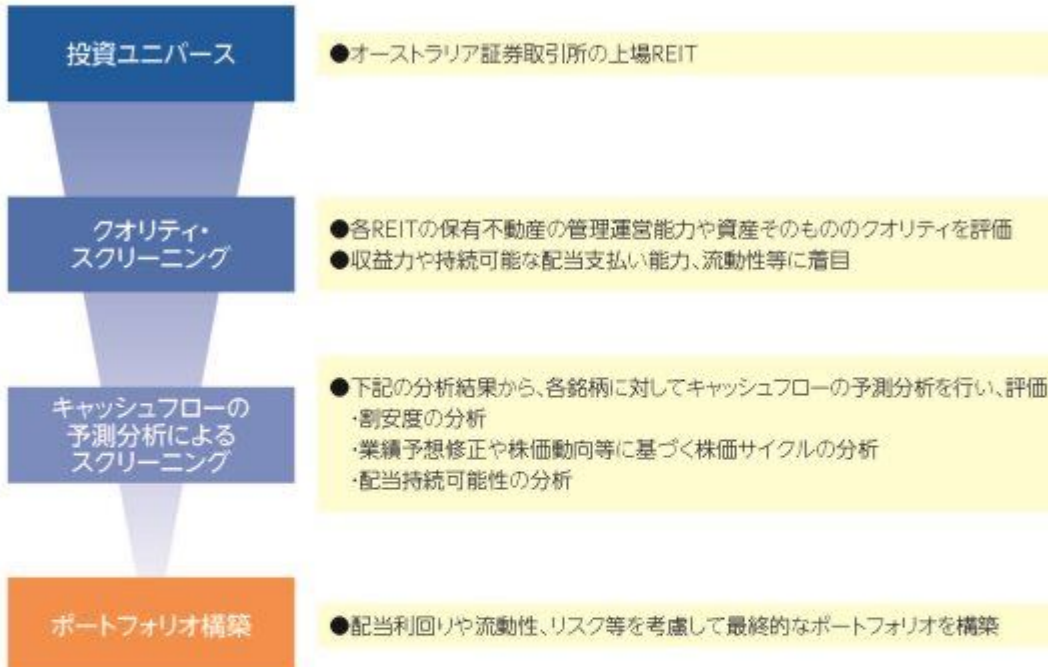 投資ユニバース
●オーストラリア証券取引所の上場REIT
クオリティ・
スクリーニング
●各REITの保有不動産の管理運営能力や資産そのもののクオリティを評価
●収益力や持続可能な配当支払い能力、流動性等に着目
キャッシュフローの
予測分析による
スクリーニング
●下記の分析結果から、各銘柄に対してキャッシュフローの予測分析を行い、評価
・割安度の分析
・業績予想修正や株価動向等に基づく株価サイクルの分析
・配当持続可能性の分析
ポートフォリオ構築
●配当利回りや流動性、リスク等を考慮して最終的なポートフォリオを構築